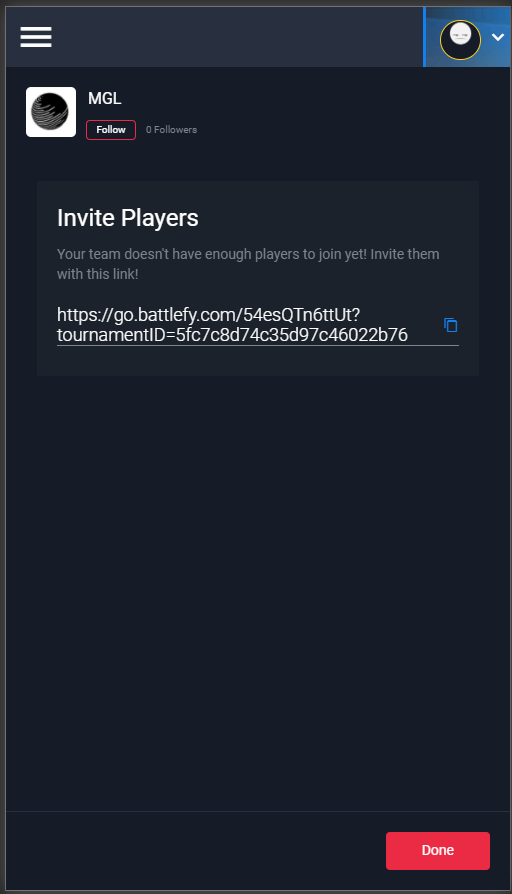 MGL
Follow
0 Followers
Invite Players
Your team doesn't have enough players to join yet! Invite them
with this link!
https://go.battlefy.com/54esQTn6ttUt?
tournamentID=5fc7c8d74c35d97c46022b76
Done